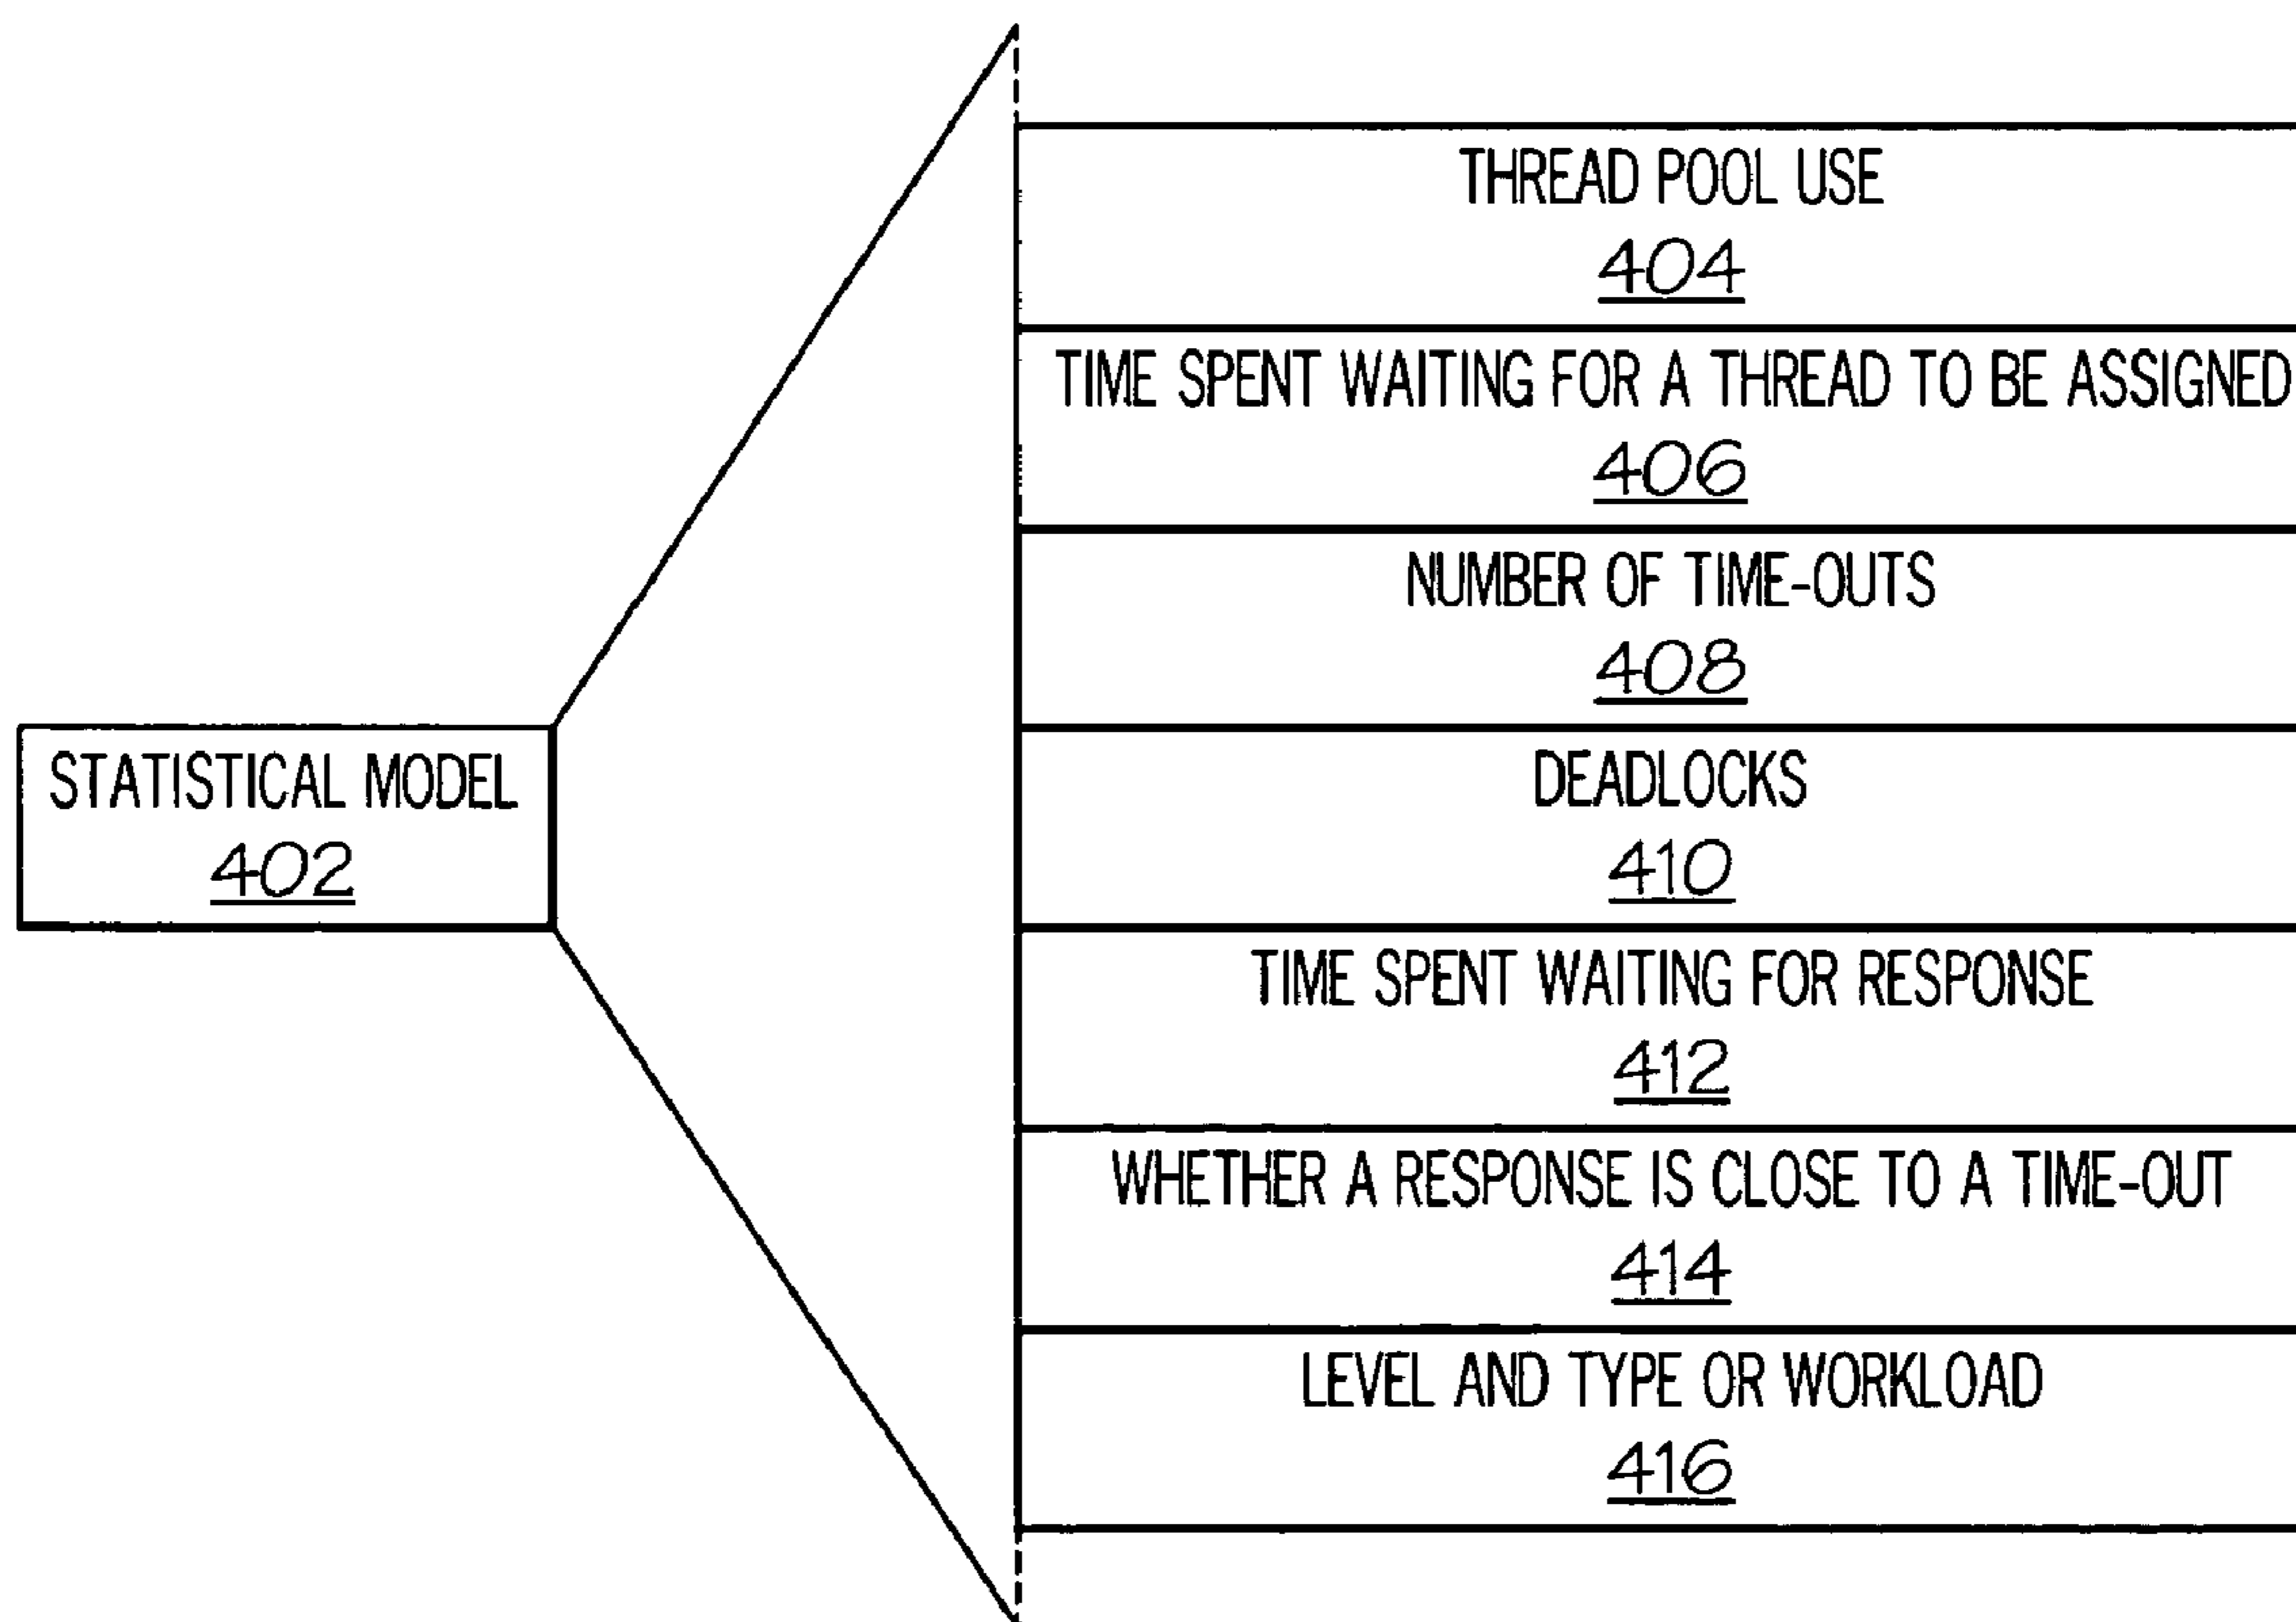 THREAD POOL USE
404
TIME SPENT WAITING FOR A THREAD TO BE ASSIGNED
406
NUMBER OF TIME-OUTS
408
STATISTICAL MODEL
402
DEADLOCKS
410
TIME SPENT WAITING FOR RESPONSE
412
WHETHER A RESPONSE IS CLOSE TO A TIME-OUT
414
LEVEL AND TYPE OR WORKLOAD
416